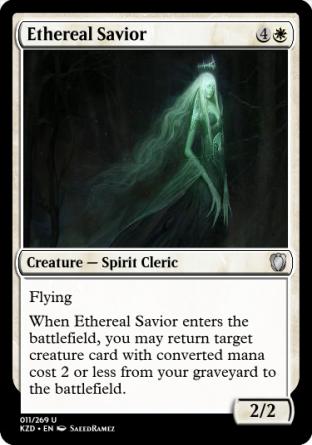 Ethereal Savior 4
Creature — Spirit Cleric
Flying
When Ethereal Savior enters the
battlefield, you may return target
creature card with converted mana
cost 2 or less from your graveyard to
the battlefield.
2/2
011/269 U
KZD • EN SaeedRamez